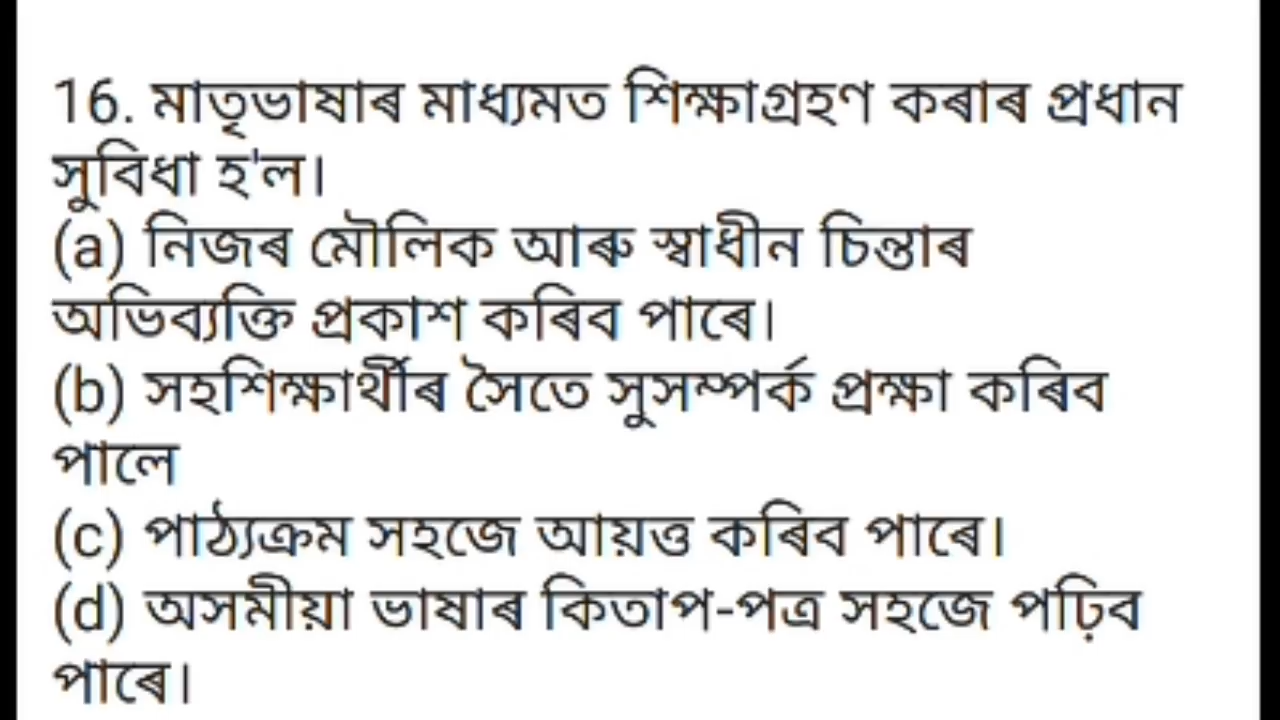 16. মাতৃভাষাৰ মাধ্যমত শিক্ষাগ্ৰহণ কৰাৰ প্ৰধান
সুবিধা হ'ল।
(a) নিজৰ মৌলিক আৰু স্বাধীন চিন্তাৰ
অভিব্যক্তি প্ৰকাশ কৰিব পাৰে।
(b) সহশিক্ষাৰ্থীৰ সৈতে সুসম্পৰ্ক প্ৰক্ষা কৰিব
পালে
(c) পাঠ্যক্ৰম সহজে আয়ত্ত কৰিব পাৰে।
(d) অসমীয়া ভাষাৰ কিতাপ-পত্ৰ সহজে পঢ়িব
পাৰে।